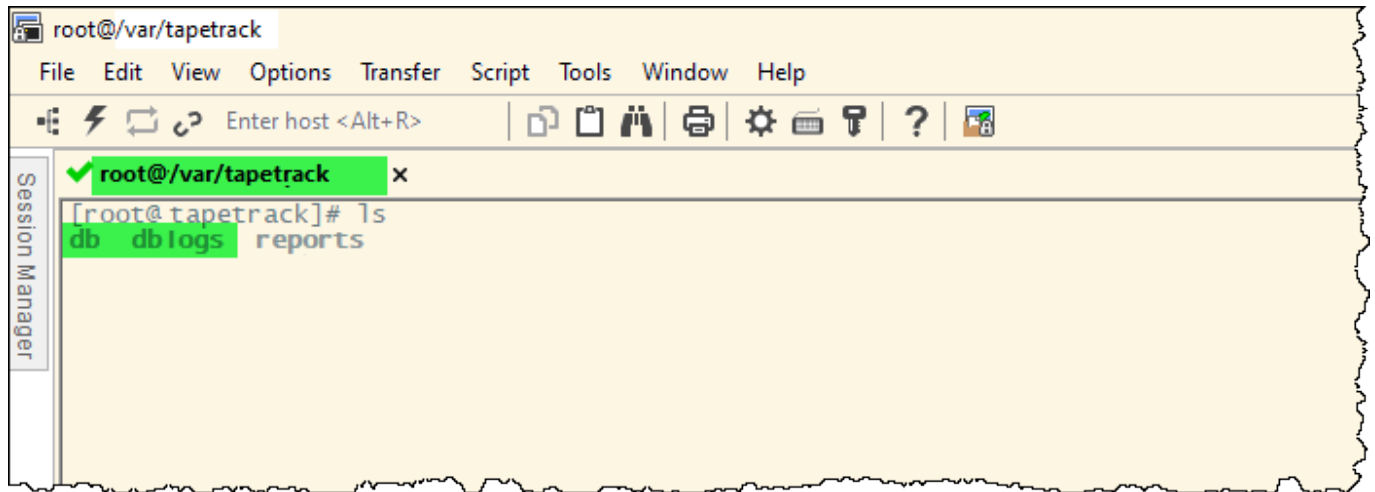 root@/var/tapetrack
File Edit View Options Transfer Script Tools Window Help
Enter host <Alt+R>
Session Manager
root@/var/tapetrack ×
[root@ tapetrack]# ls
db dblogs reports